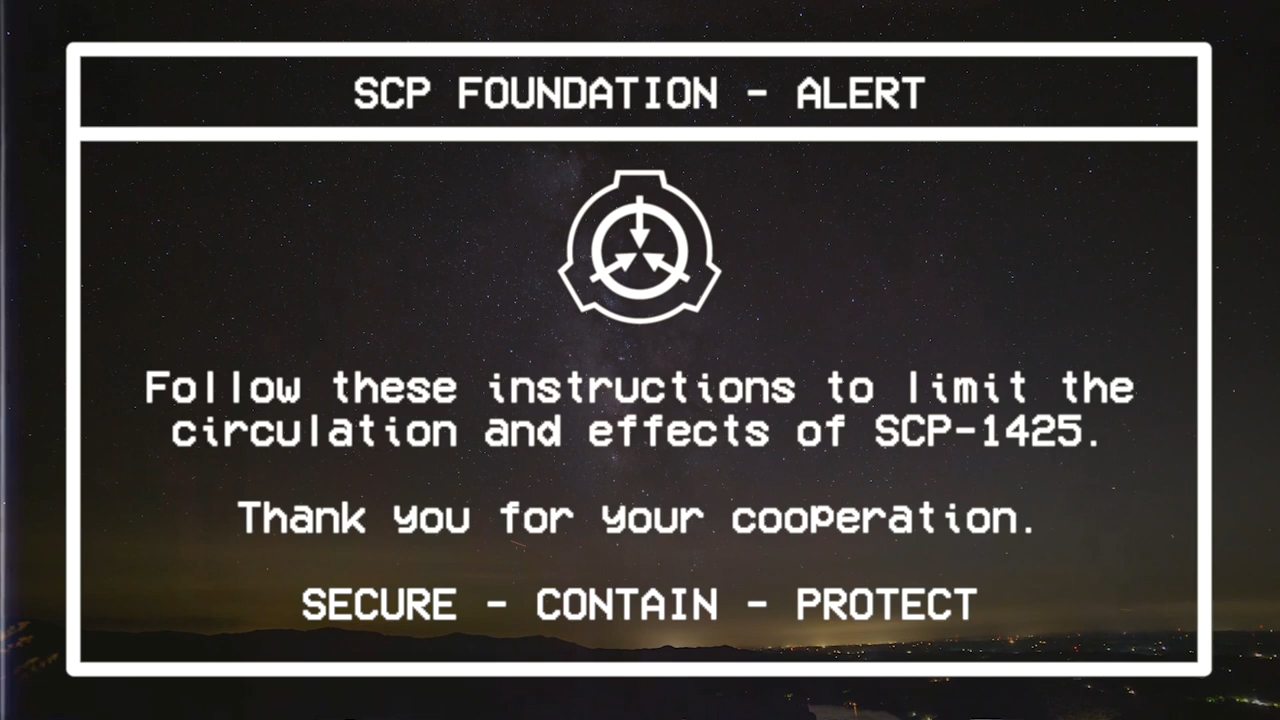 SCP FOUNDATION - ALERT
Follow these instructions to limit the
circulation and effects of SCP-1425.
Thank you for your cooperation.
SECURE - CONTAIN - PROTECT